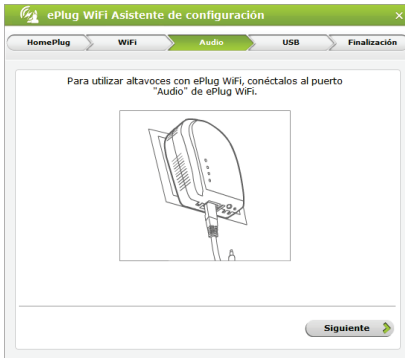 ePlug WiFi Asistente de configuración
HomePlug
WiFi
Audio
USB
Finalización
Para utilizar altavoces con ePlug WiFi, conéctalos al puerto
"Audio" de ePlug WiFi.
Siguiente